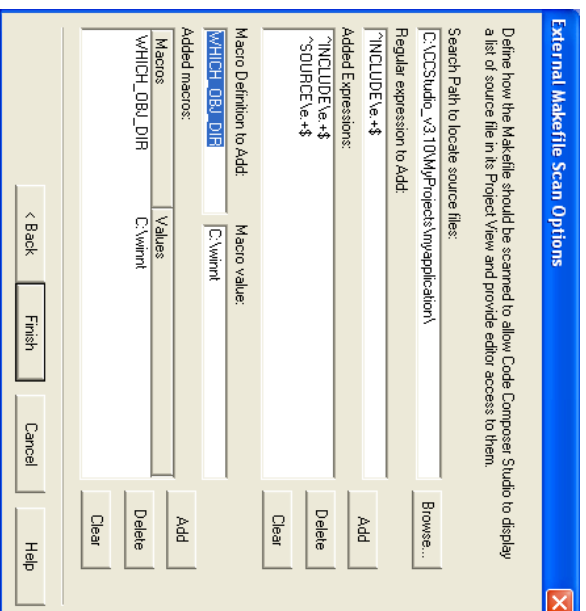 External Makefile Scan Options
Define how the Makefile should be scanned to allow Code Composer Studio to display
a list of source file in its Project View and provide editor access to them.
Search Path to locate source files:
C:\CCStudio_v3.10\MyProjects\myapplication\
Browse...
Regular expression to Add:
^INCLUDE\e.+$
Add
Added Expressions:
^INCLUDE\e.+$
^SOURCE\e.+$
Delete
Clear
Macro Definition to Add:
Macro value:
WHICH_OBJ_DIR
C:\winnt
Add
Added macros:
Macros
Values
WHICH_OBJ_DIR
C:\winnt
Delete
Clear
< Back
Finish
Cancel
Help